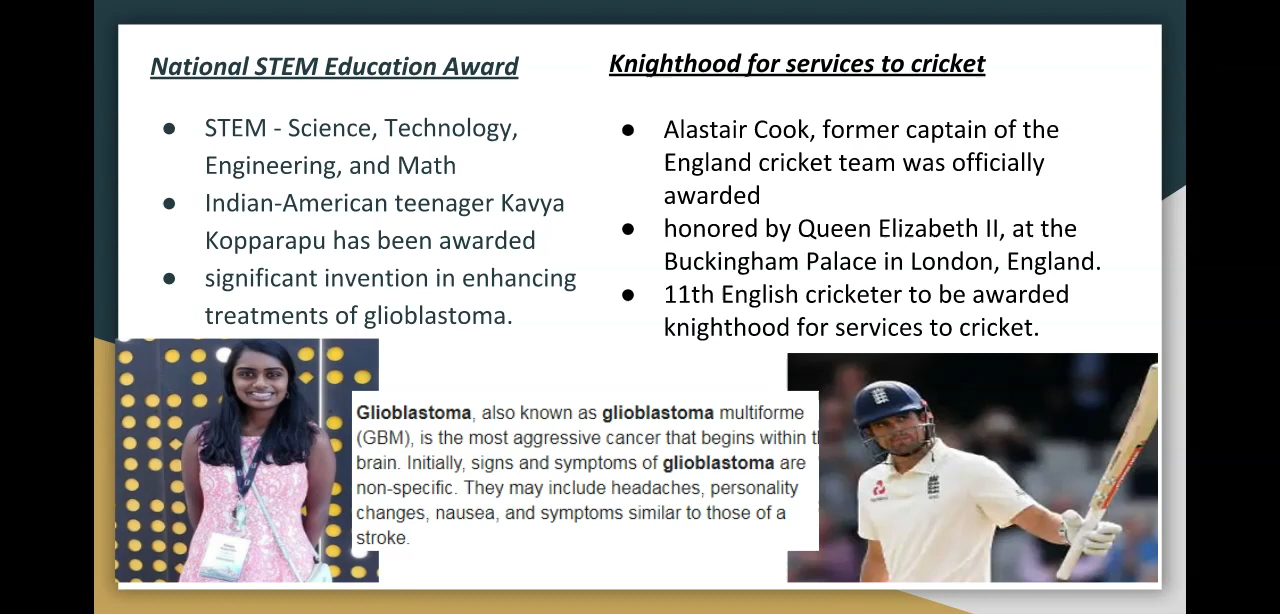 National STEM Education Award
● STEM - Science, Technology,
Engineering, and Math
● Indian-American teenager Kavya
Kopparapu has been awarded
● significant invention in enhancing
treatments of glioblastoma.
Knighthood for services to cricket
● Alastair Cook, former captain of the
England cricket team was officially
awarded
● honored by Queen Elizabeth II, at the
Buckingham Palace in London, England.
● 11th English cricketer to be awarded
knighthood for services to cricket.
Glioblastoma, also known as glioblastoma multiforme
(GBM), is the most aggressive cancer that begins within
brain. Initially, signs and symptoms of glioblastoma are
non-specific. They may include headaches, personality
changes, nausea, and symptoms similar to those of a
stroke.